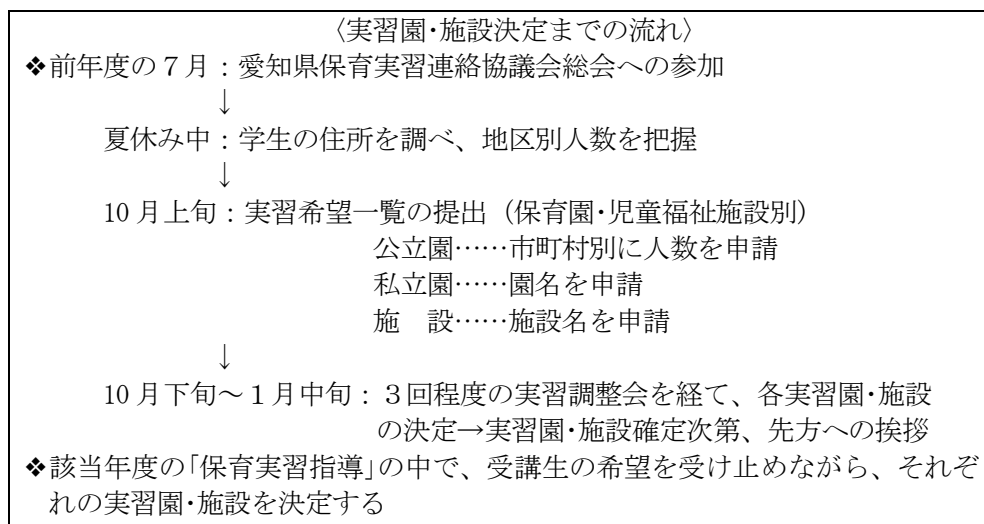 〈実習園・施設決定までの流れ〉
❖前年度の７月：愛知県保育実習連絡協議会総会への参加
↓
夏休み中：学生の住所を調べ、地区別人数を把握
↓
10月上旬：実習希望一覧の提出（保育園・児童福祉施設別）
公立園……市町村別に人数を申請
私立園……園名を申請
施　設……施設名を申請
↓
10月下旬～１月中旬：３回程度の実習調整会を経て、各実習園・施設
の決定→実習園・施設確定次第、先方への挨拶
❖該当年度の「保育実習指導」の中で、受講生の希望を受け止めながら、それぞ
れの実習園・施設を決定する